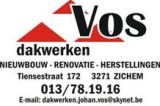 Vos
dakwerken
NIEUWBOUW - RENOVATIE - HERSTELLINGEN
Tiensestraat 172 3271 ZICHEM
013/78.19.16
E-mail: dakwerken.johan.vos@skynet.be